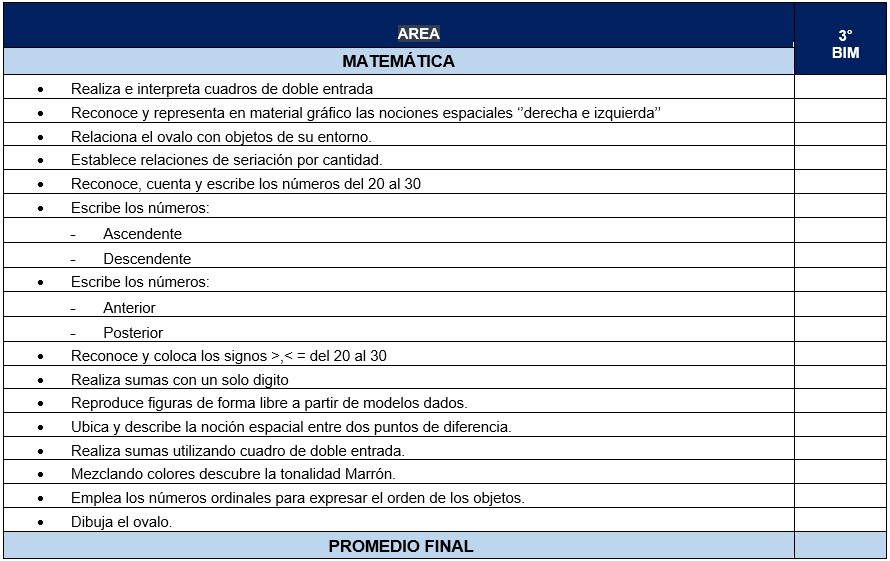 AREA
3°
BIM
MATEMÁTICA
• Realiza e interpreta cuadros de doble entrada
• Reconoce y representa en material gráfico las nociones espaciales ‘’derecha e izquierda’’
• Relaciona el ovalo con objetos de su entorno.
• Establece relaciones de seriación por cantidad.
• Reconoce, cuenta y escribe los números del 20 al 30
• Escribe los números:
- Ascendente
- Descendente
• Escribe los números:
- Anterior
- Posterior
• Reconoce y coloca los signos >,< = del 20 al 30
• Realiza sumas con un solo digito
• Reproduce figuras de forma libre a partir de modelos dados.
• Ubica y describe la noción espacial entre dos puntos de diferencia.
• Realiza sumas utilizando cuadro de doble entrada.
• Mezclando colores descubre la tonalidad Marrón.
• Emplea los números ordinales para expresar el orden de los objetos.
• Dibuja el ovalo.
PROMEDIO FINAL